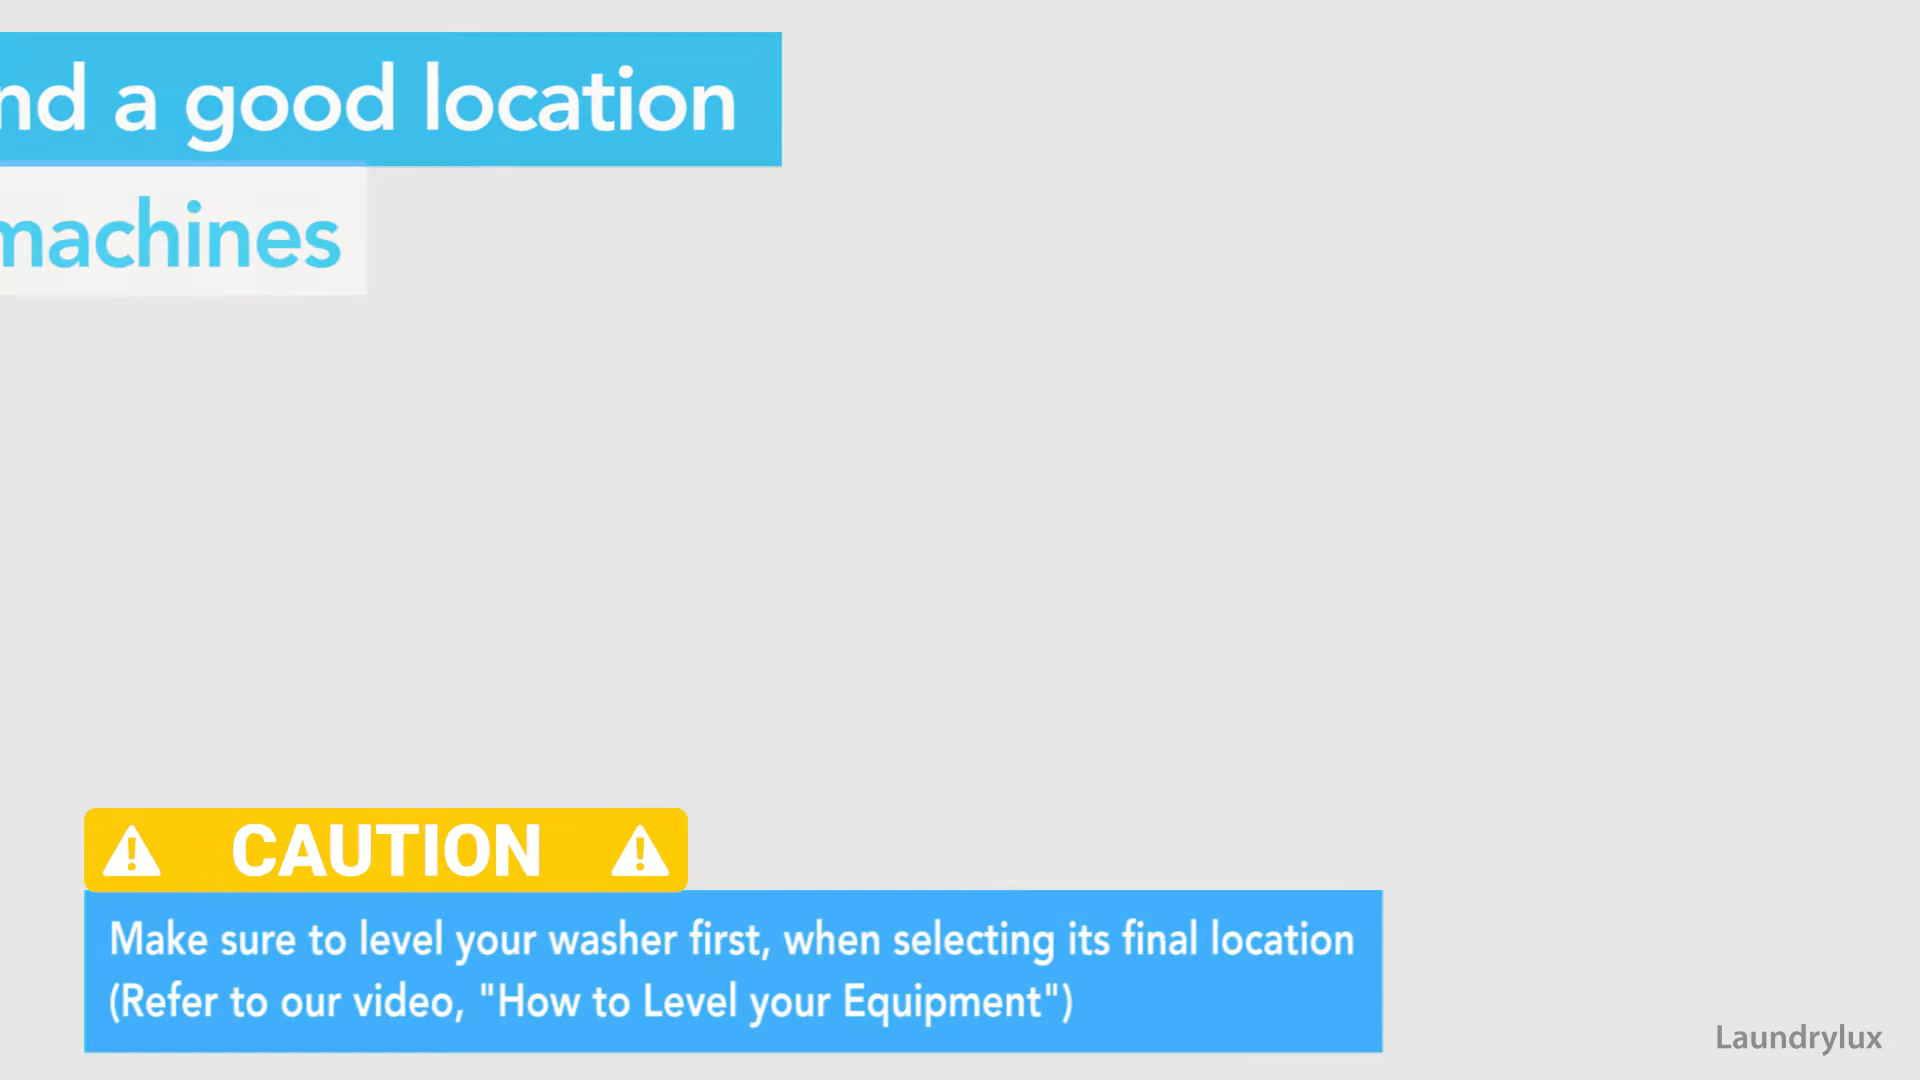 nd a good location
machines
CAUTION
Make sure to level your washer first, when selecting its final location
(Refer to our video, "How to Level your Equipment")
Laundrylux